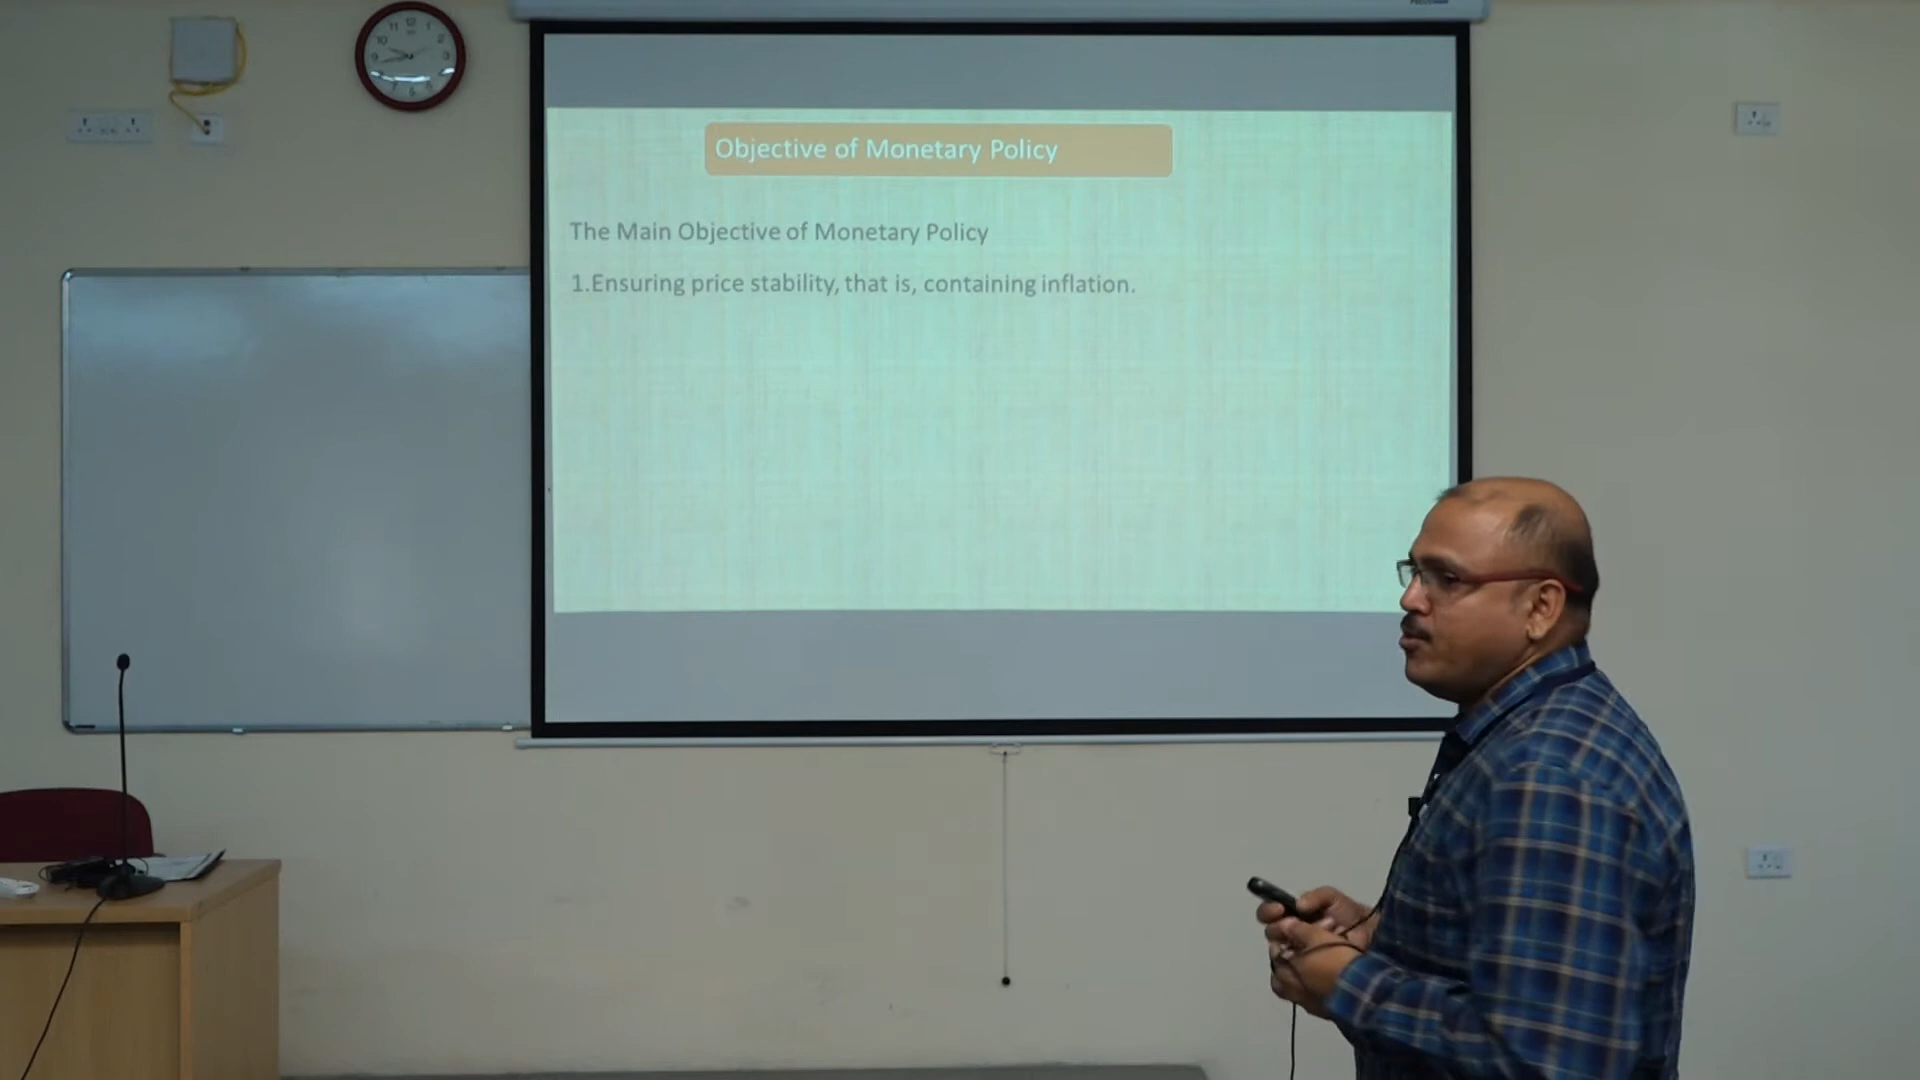 Objective of Monetary Policy
The Main Objective of Monetary Policy
1.Ensuring price stability, that is, containing inflation.